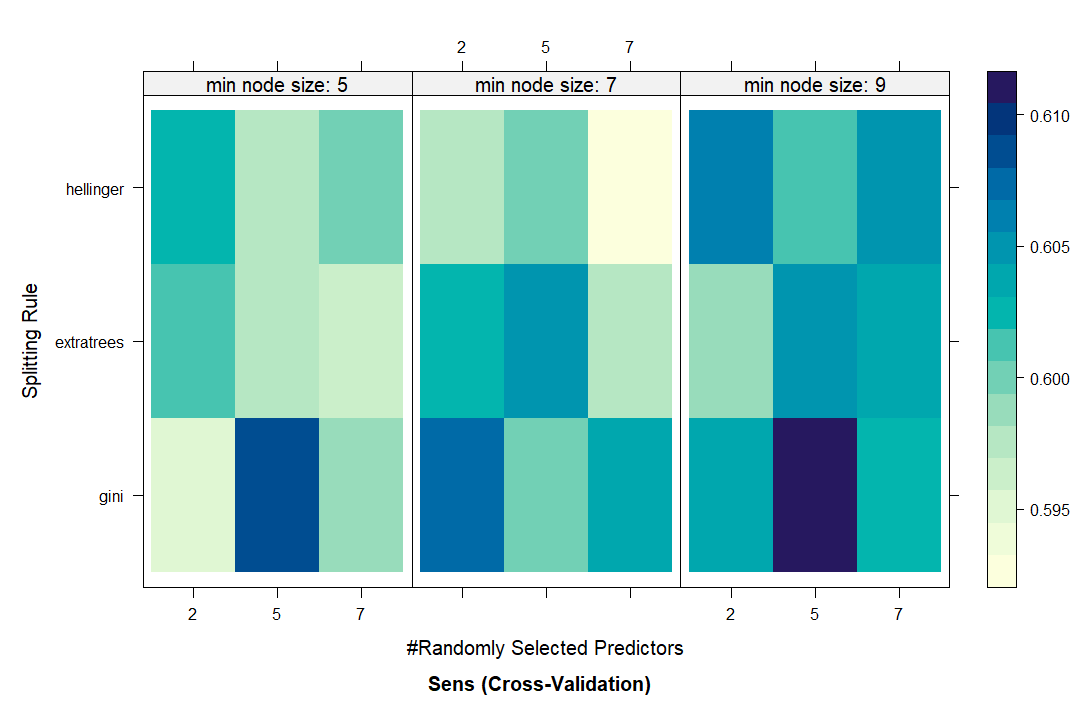 2 5 7
min node size: 5 min node size: 7 min node size: 9
0.610
hellinger
0.605
Splitting Rule
extratrees
0.600
gini
0.595
2 5 7 2 5 7
#Randomly Selected Predictors
Sens (Cross-Validation)